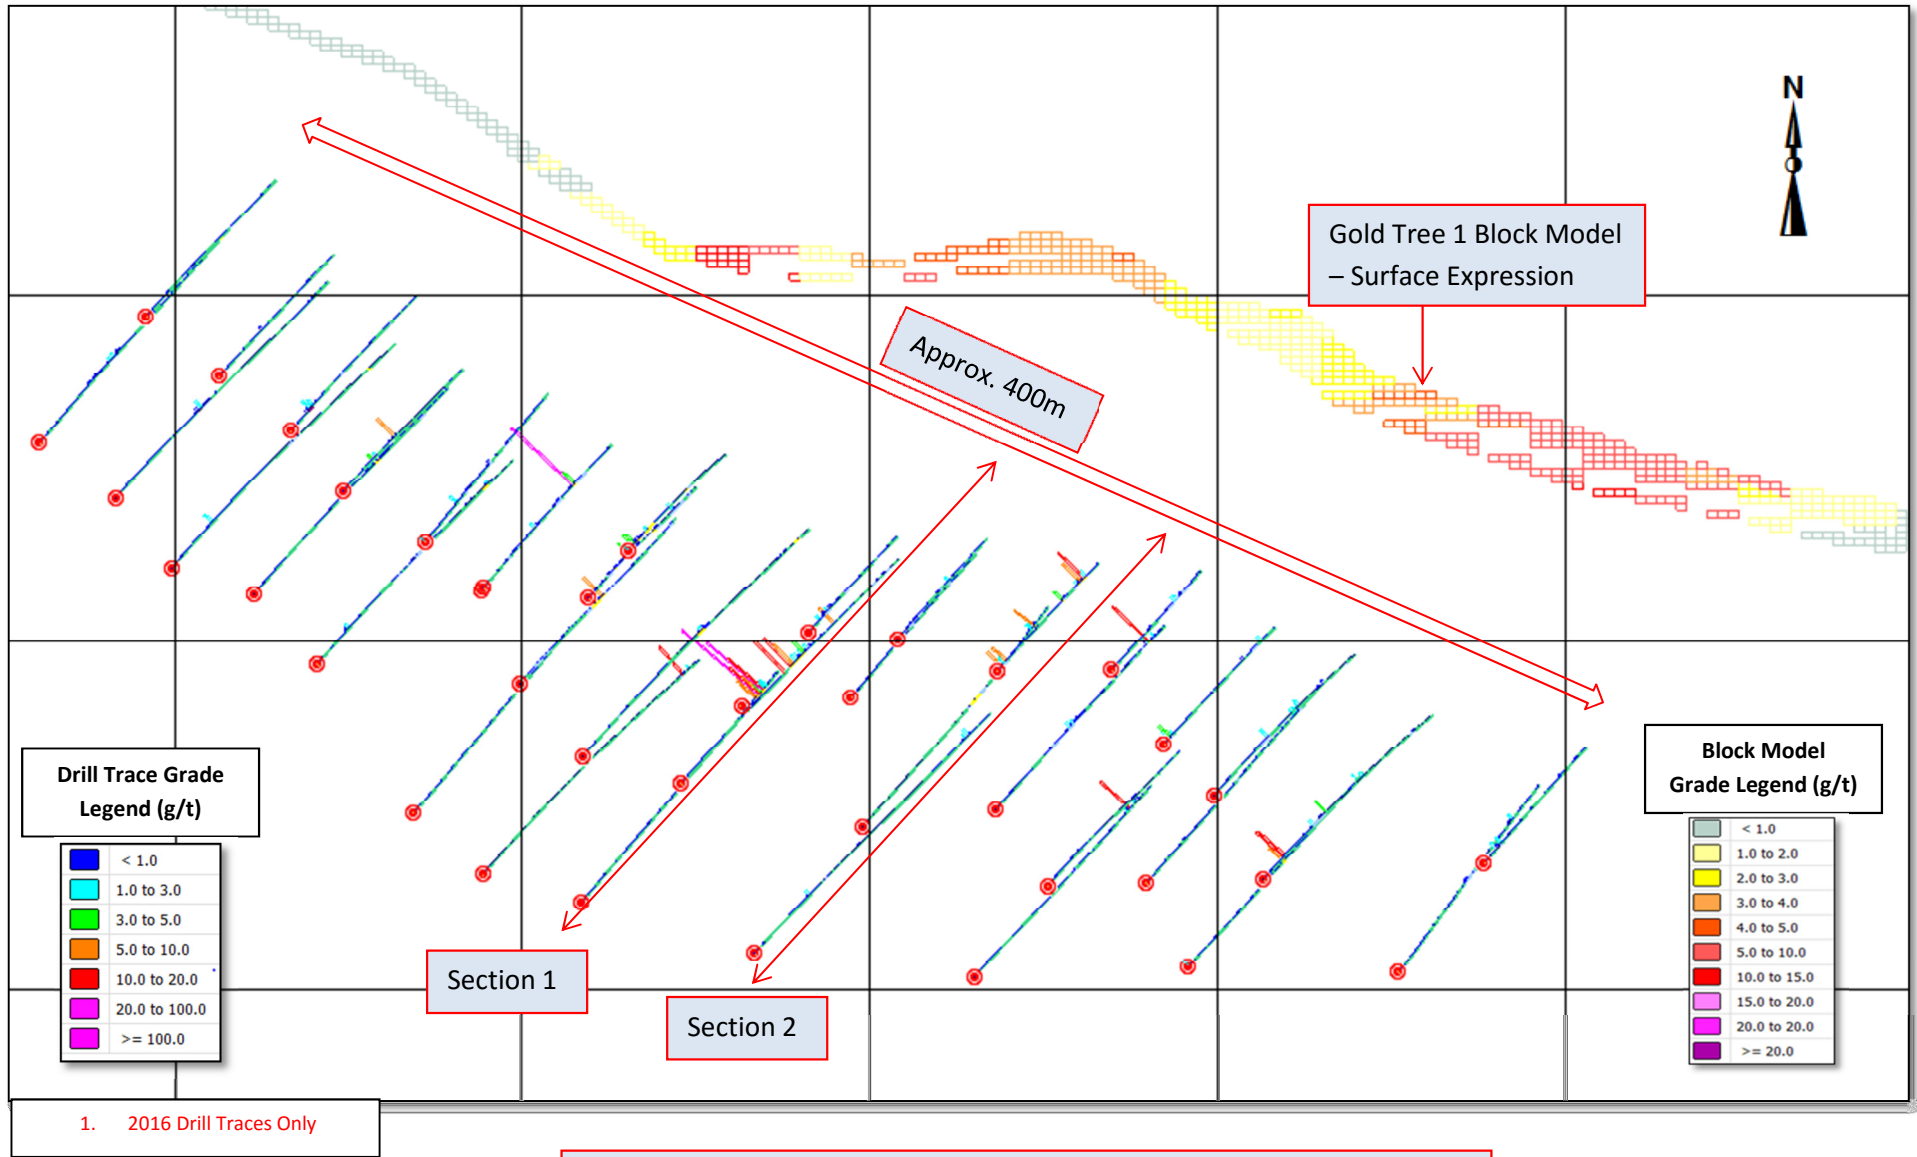 N
Gold Tree 1 Block Model
– Surface Expression
Approx. 400m
Drill Trace Grade
Legend (g/t)
< 1.0
1.0 to 3.0
3.0 to 5.0
5.0 to 10.0
10.0 to 20.0
20.0 to 100.0
>= 100.0
Section 1
Section 2
Block Model
Grade Legend (g/t)
< 1.0
1.0 to 2.0
2.0 to 3.0
3.0 to 4.0
4.0 to 5.0
5.0 to 10.0
10.0 to 15.0
15.0 to 20.0
20.0 to 20.0
>= 20.0
1. 2016 Drill Traces Only